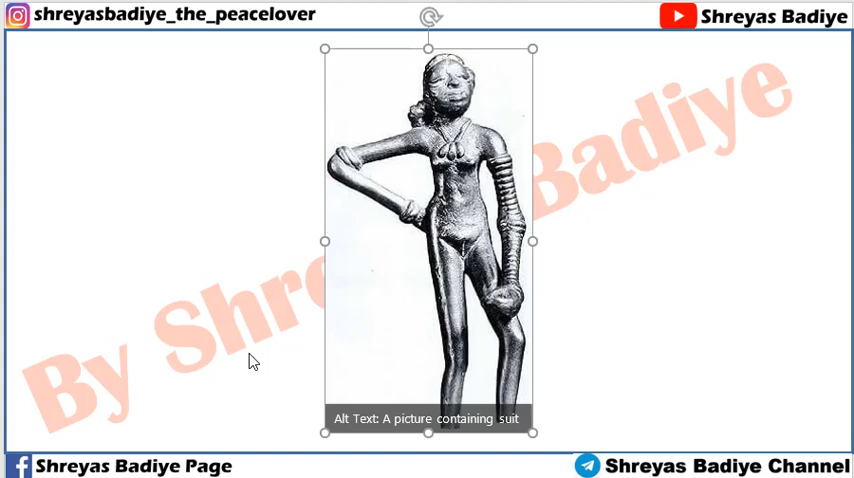 shreyasbadiye_the_peacelover
Shreyas Badiye
By Shreyas Badiye
Alt Text: A picture containing suit
Shreyas Badiye Page
Shreyas Badiye Channel